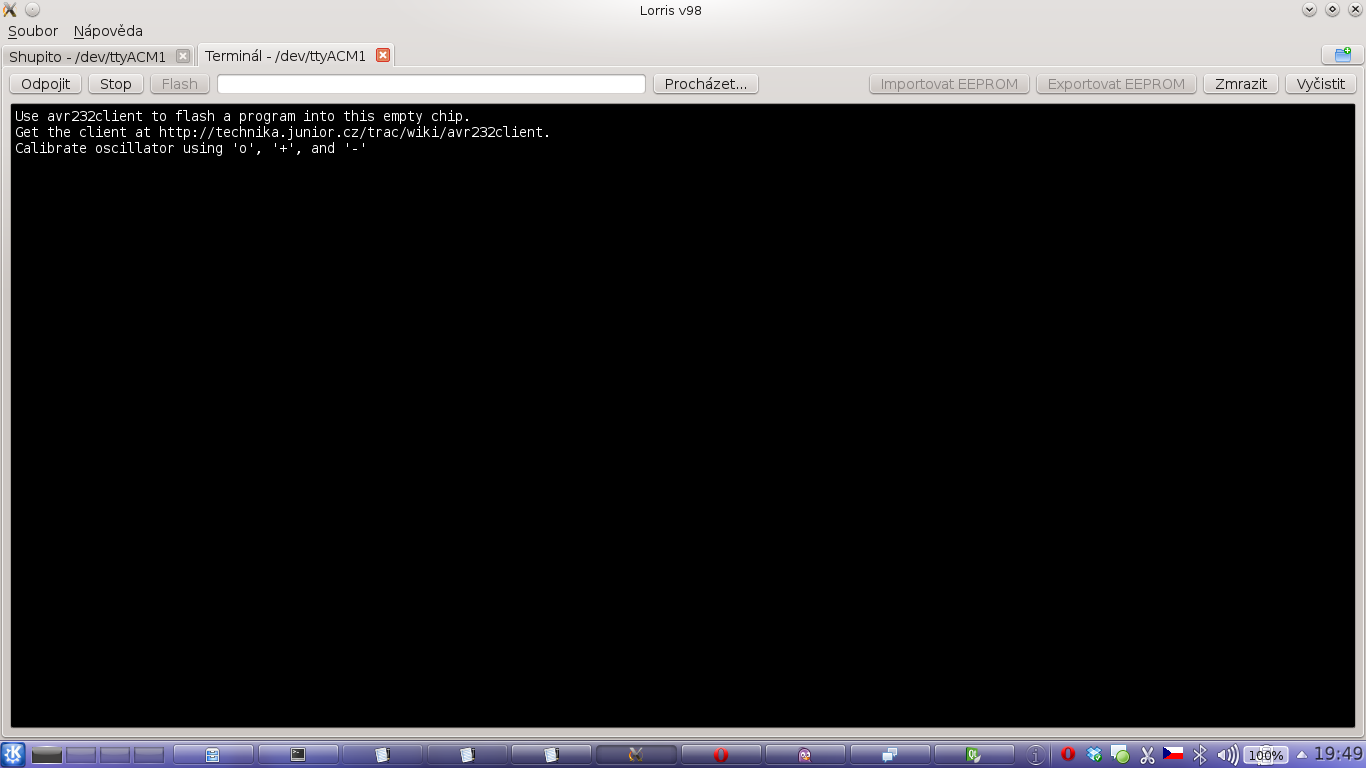 Lorris v98
Soubor Nápověda
Shupito - /dev/ttyACM1 Terminál - /dev/ttyACM1
Odpojit Stop Flash Procházet... Importovat EEPROM Exportovat EEPROM Zmrazit Vyčistit
Use avr232client to flash a program into this empty chip.
Get the client at http://technika.junior.cz/trac/wiki/avr232client.
Calibrate oscillator using 'o', '+', and '-'
100% 19:49